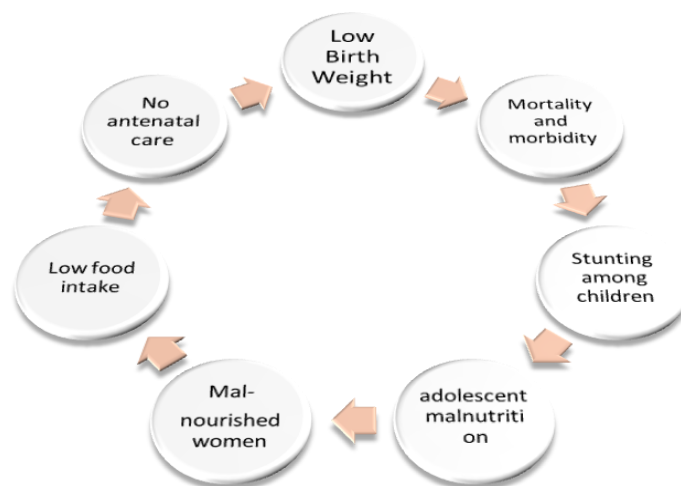 Low
Birth
Weight
Mortality and
morbidity
Stunting
among
children
adolescent
malnutriti
on
Mal-
nourished
women
Low food
intake
No
antenatal
care